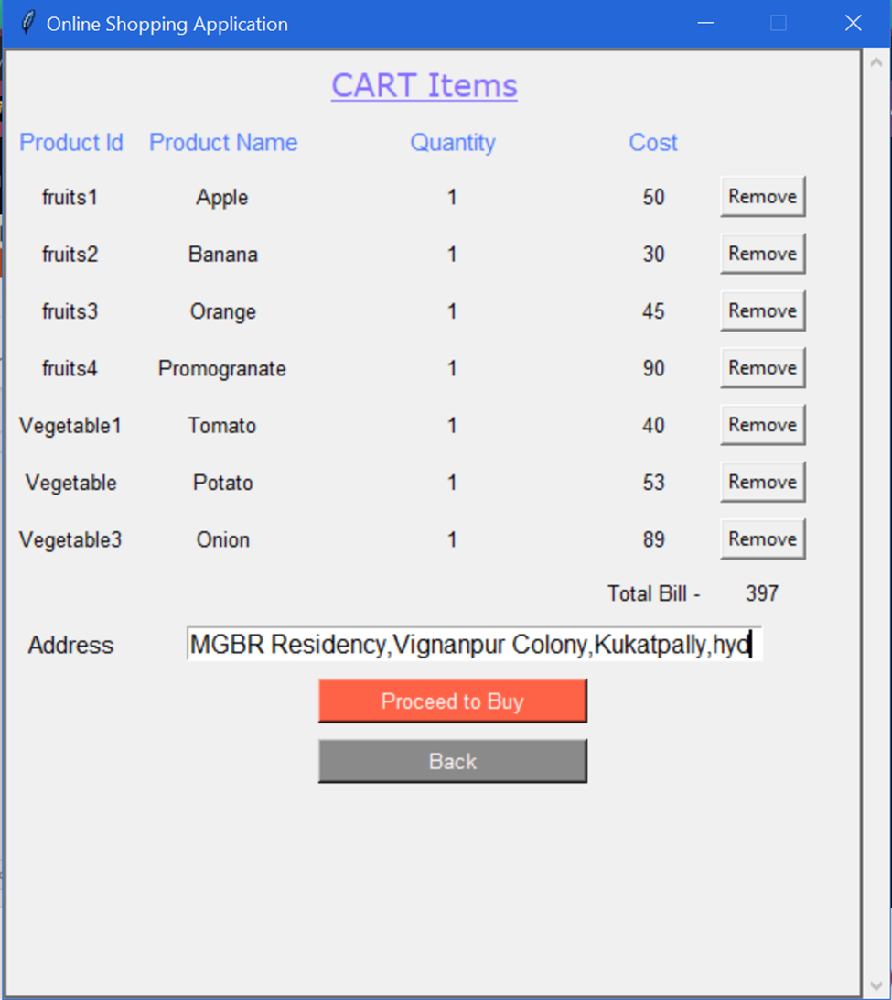 Online Shopping Application
CART Items
Product Id Product Name Quantity Cost
fruits1 Apple 1 50 Remove
fruits2 Banana 1 30 Remove
fruits3 Orange 1 45 Remove
fruits4 Promogranate 1 90 Remove
Vegetable1 Tomato 1 40 Remove
Vegetable Potato 1 53 Remove
Vegetable3 Onion 1 89 Remove
Total Bill - 397
Address MGBR Residency,Vignanpur Colony,Kukatpally,hyd
Proceed to Buy
Back